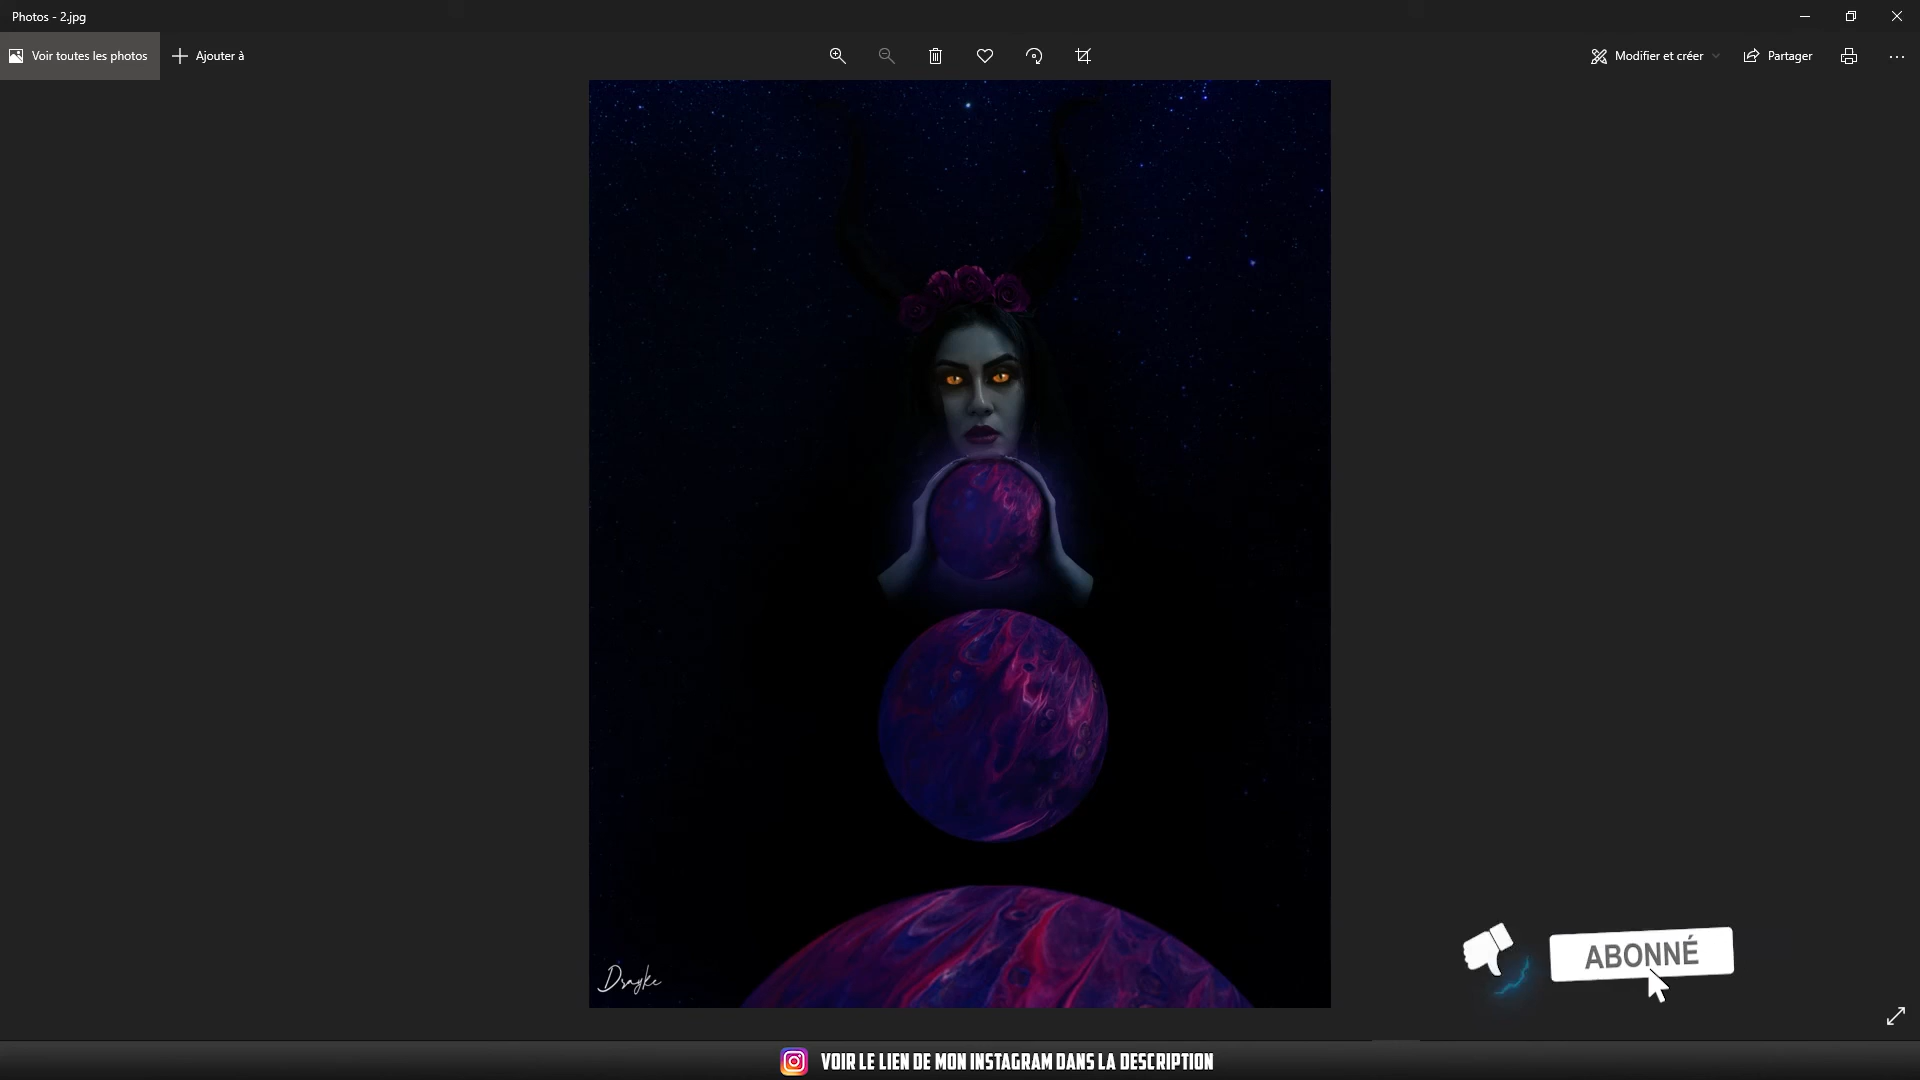 Photos - 2.jpg
Voir toutes les photos
Ajouter à
Modifier et créer
Partager
Drayke
ABONNÉ
VOIR LE LIEN DE MON INSTAGRAM DANS LA DESCRIPTION